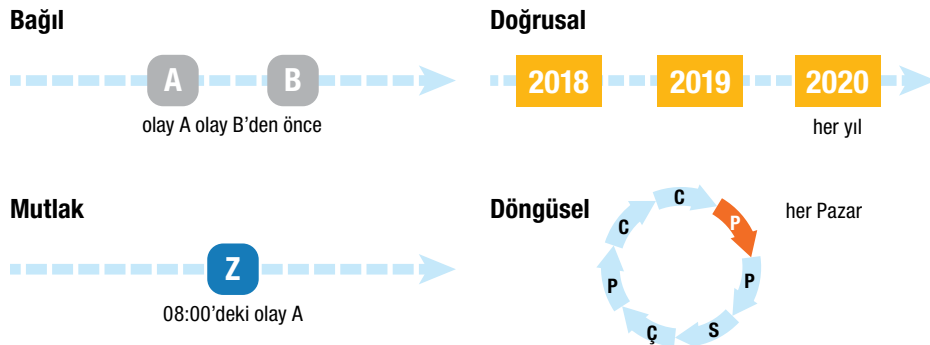 Bağıl
A
B
olay A olay B’den önce
Doğrusal
2018
2019
2020
her yıl
Mutlak
Z
08:00’deki olay A
Döngüsel
her Pazar
P
P
S
Ç
P
C
C